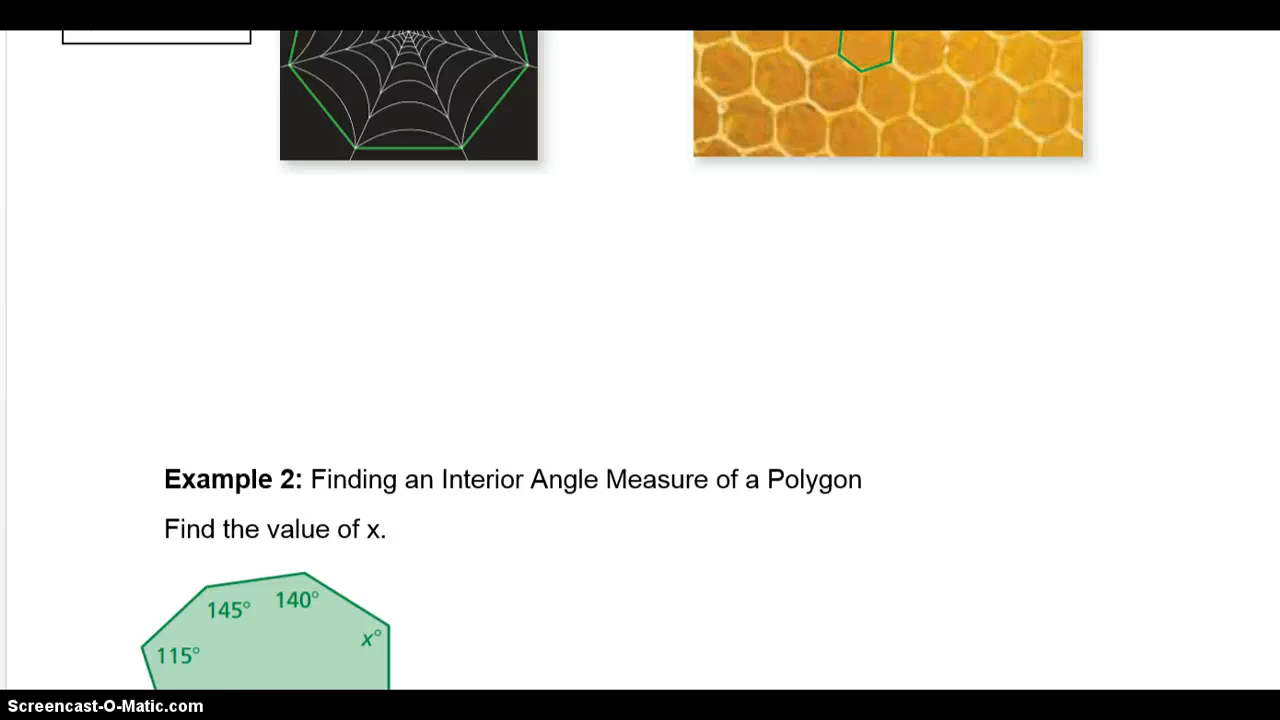 Example 2: Finding an Interior Angle Measure of a Polygon
Find the value of x.
145° 140°
x°
115°
Screencast-O-Matic.com